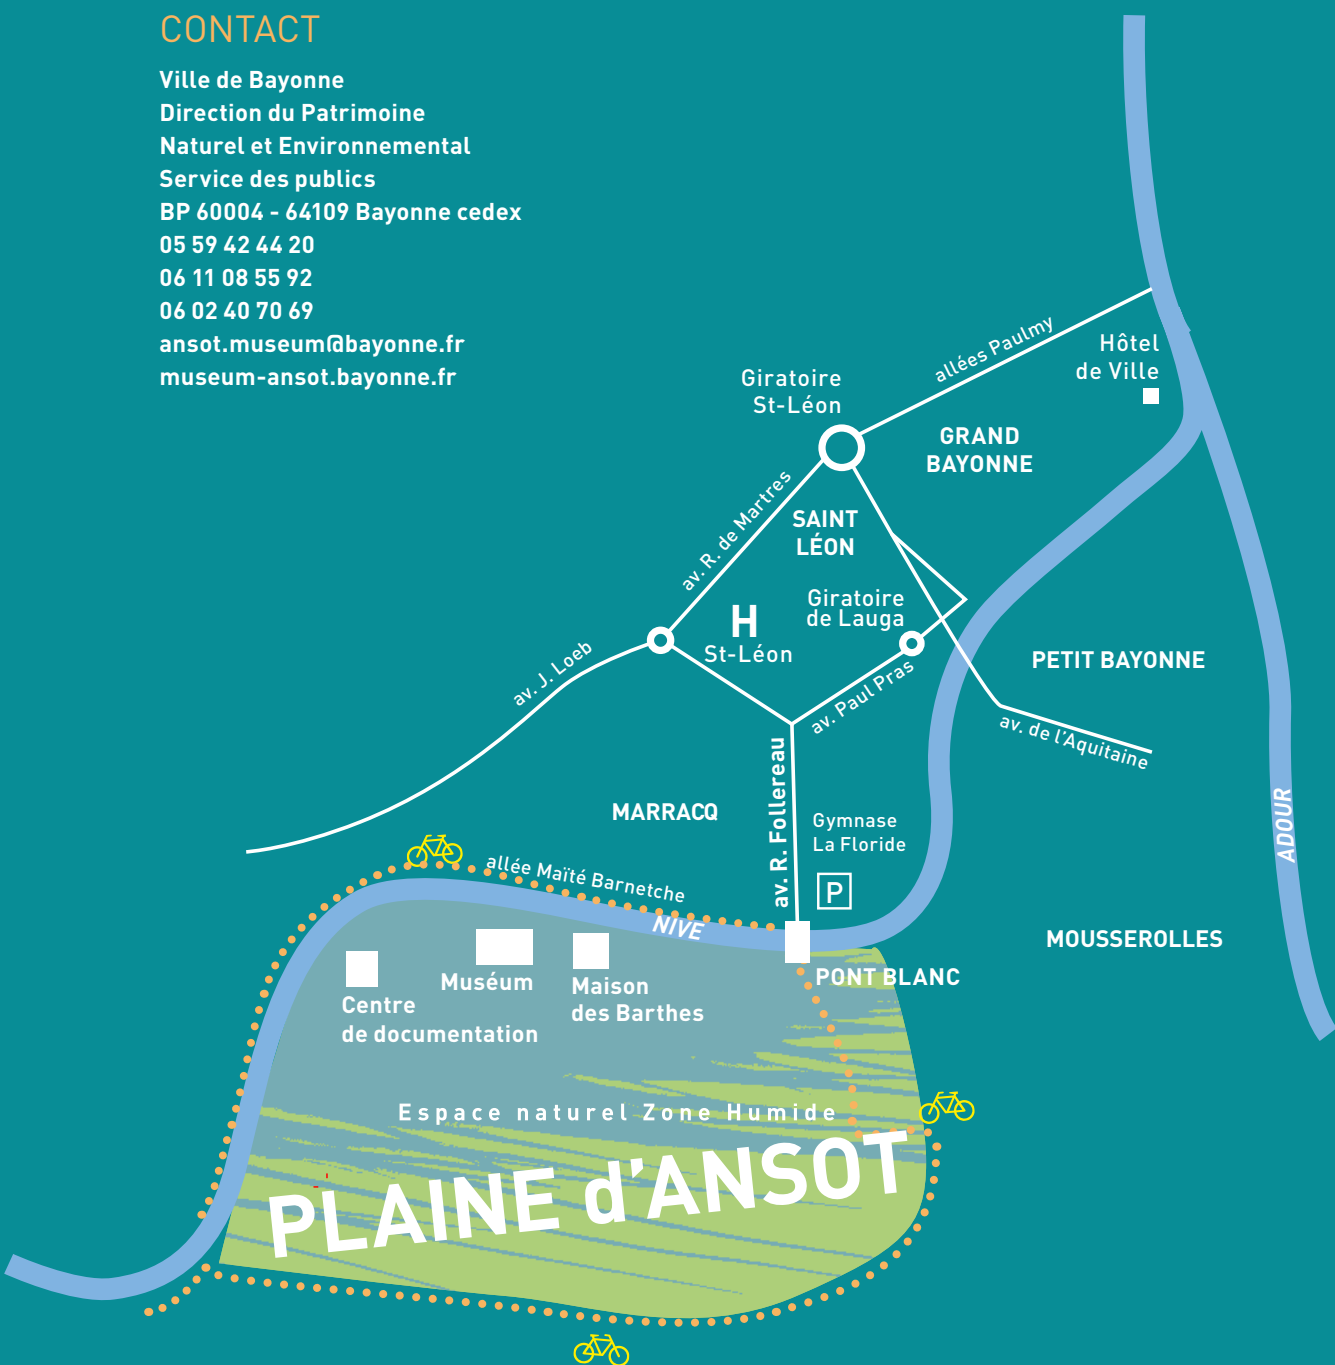 CONTACT
Ville de Bayonne
Direction du Patrimoine
Naturel et Environnemental
Service des publics
BP 60004 - 64109 Bayonne cedex
05 59 42 44 20
06 11 08 55 92
06 02 40 70 69
ansot.museum@bayonne.fr
museum-ansot.bayonne.fr
allées Paulmy
Hôtel
de Ville
Giratoire
St-Léon
GRAND
BAYONNE
av. R. de Martres
SAINT
LÉON
Giratoire
de Lauga
H
St-Léon
av. J. Loeb
PETIT BAYONNE
av. Paul Pras
av. de l'Aquitaine
av. R. Follereau
ADOUR
MARRACQ
Gymnase
La Floride
P
allée Maïté Barnetche
NIVE
MOUSSEROLLES
PONT BLANC
Muséum
Maison
des Barthes
Centre
de documentation
Espace naturel Zone Humide
PLAINE d'ANSOT